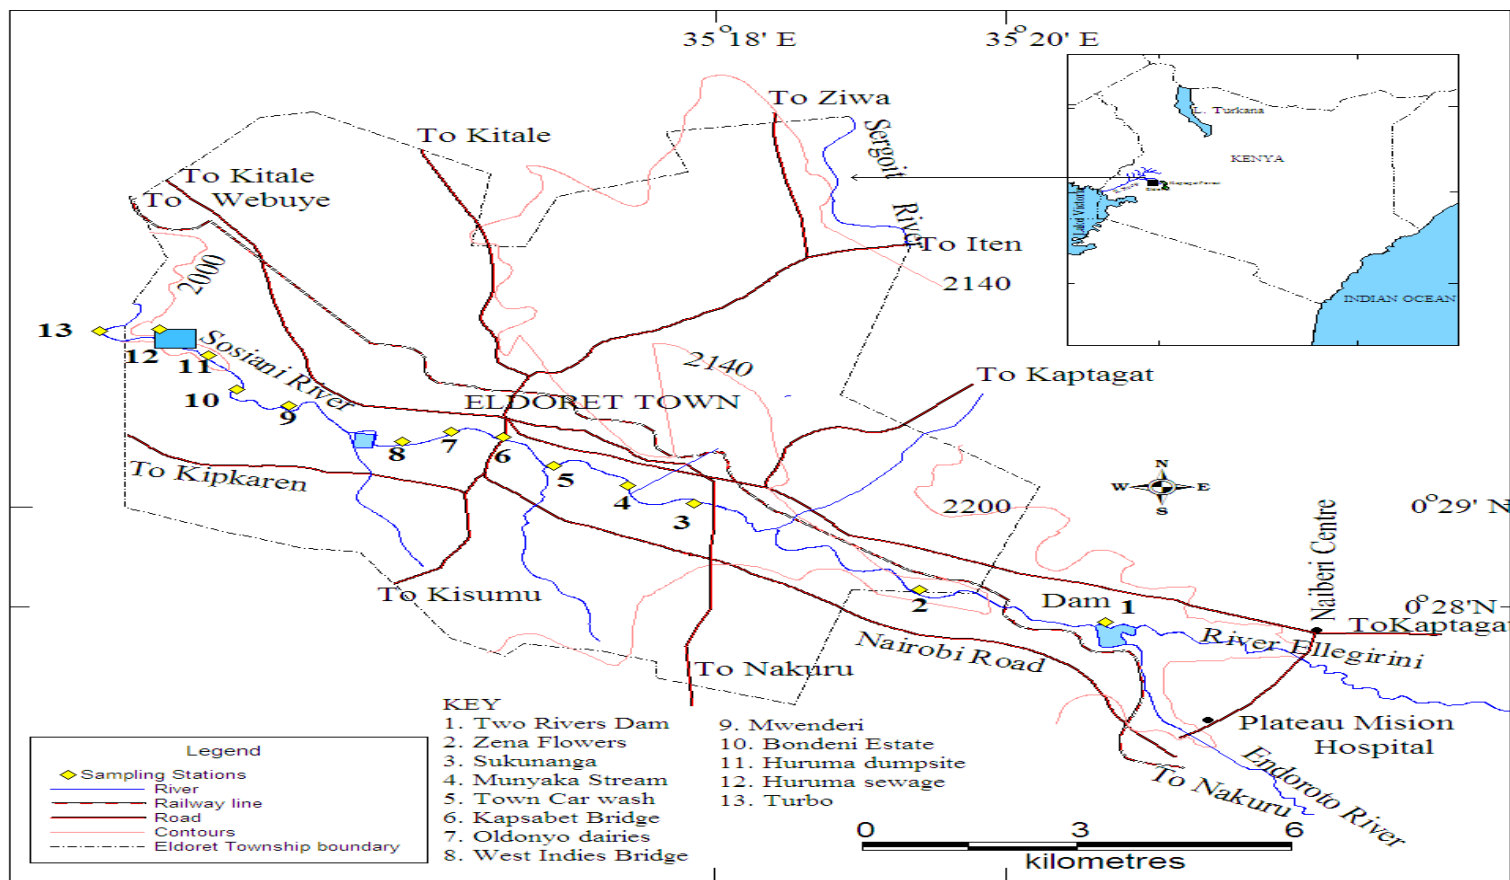 35°18' E
35°20' E
To Ziwa
To Kitale
Sergoit
River
L. Turkana
KENYA
Lake Victoria
INDIAN OCEAN
To Kitale
To Webuye
To Iten
2000
2140
13
12
11
Sosiani River
10
9
2140
To Kaptagat
ELDORET TOWN
8
7
6
5
4
3
To Kipkaren
N
W
E
S
2200
0°29' N
Naiberi Centre
To Kisumu
2
Dam
1
0°28'N
ToKaptagat
River Ellegirini
Nairobi Road
To Nakuru
Plateau Mision
Hospital
To Nakuru
Endoroto River
KEY
1. Two Rivers Dam
2. Zena Flowers
3. Sukunanga
4. Munyaka Stream
5. Town Car wash
6. Kapsabet Bridge
7. Oldonyo dairies
8. West Indies Bridge
9. Mwenderi
10. Bondeni Estate
11. Huruma dumpsite
12. Huruma sewage
13. Turbo
Legend
Sampling Stations
River
Railway line
Road
Contours
Eldoret Township boundary
0
3
6
kilometres